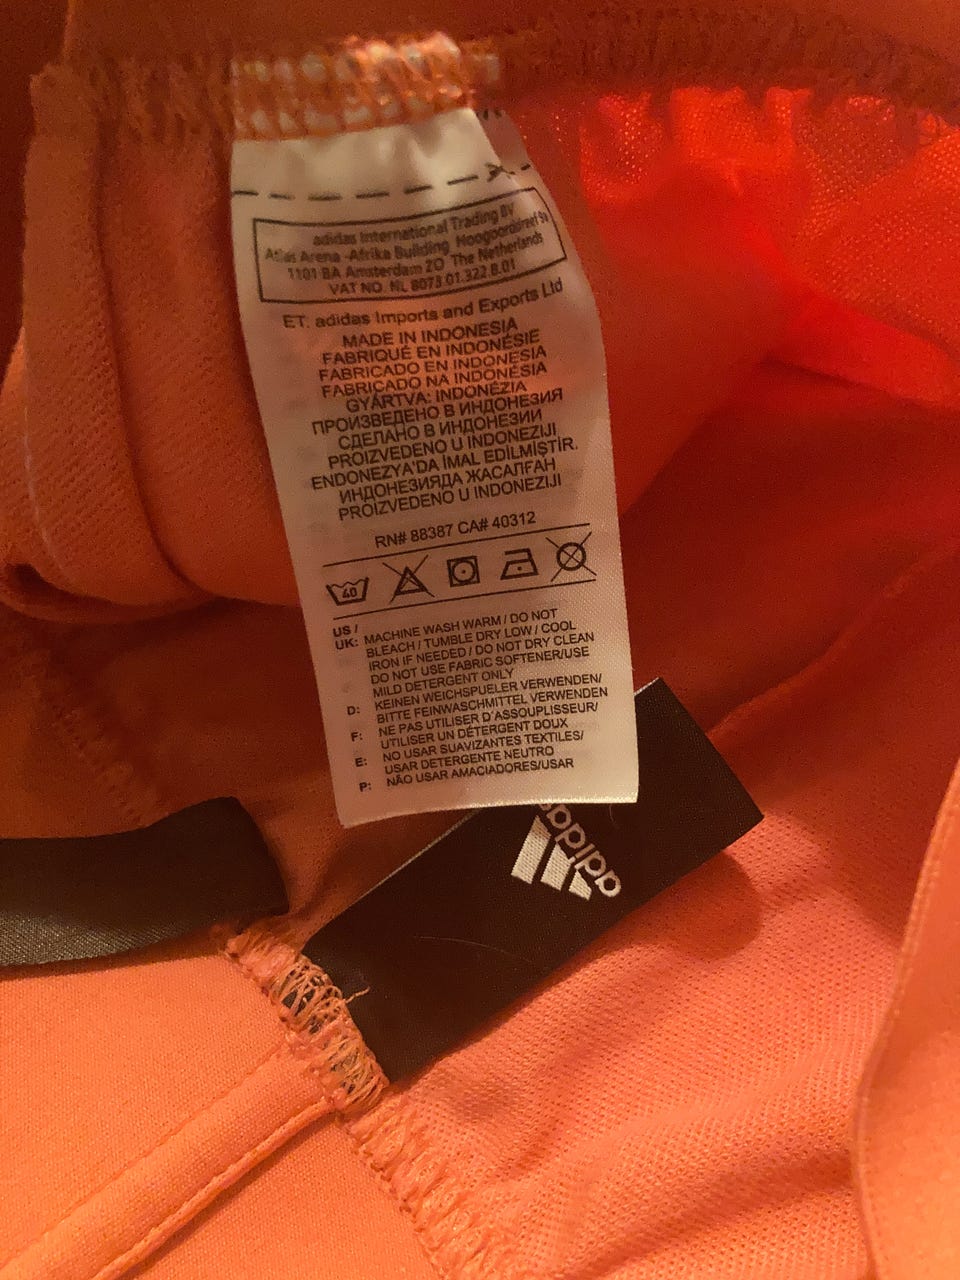 adidas International Trading BV
Atlas Arena -Afrika Building Hoogoorddreef 9a
1101 BA Amsterdam ZO The Netherlands
VAT NO. NL 8073.01.322.B.01
ET. adidas Imports and Exports Ltd
MADE IN INDONESIA
FABRIQUÉ EN INDONÉSIE
FABRICADO EN INDONESIA
FABRICADO NA INDONÉSIA
GYÁRTVA: INDONÉZIA
ПРОИЗВЕДЕНО В ИНДОНЕЗИЯ
СДЕЛАНО В ИНДОНЕЗИИ
PROIZVEDENO U INDONEZIJI
ENDONEZYA'DA İMAL EDİLMİŞTİR.
ИНДОНЕЗИЯДА ЖАСАЛҒАН
PROIZVEDENO U INDONEZIJI
RN# 88387 CA# 40312
40
US /
UK: MACHINE WASH WARM / DO NOT
BLEACH / TUMBLE DRY LOW / COOL
IRON IF NEEDED / DO NOT DRY CLEAN
DO NOT USE FABRIC SOFTENER/USE
MILD DETERGENT ONLY
D: KEINEN WEICHSPUELER VERWENDEN/
BITTE FEINWASCHMITTEL VERWENDEN
F: NE PAS UTILISER D'ASSOUPLISSEUR/
UTILISER UN DÉTERGENT DOUX
E: NO USAR SUAVIZANTES TEXTILES/
USAR DETERGENTE NEUTRO
P: NÃO USAR AMACIADORES/USAR
adidas